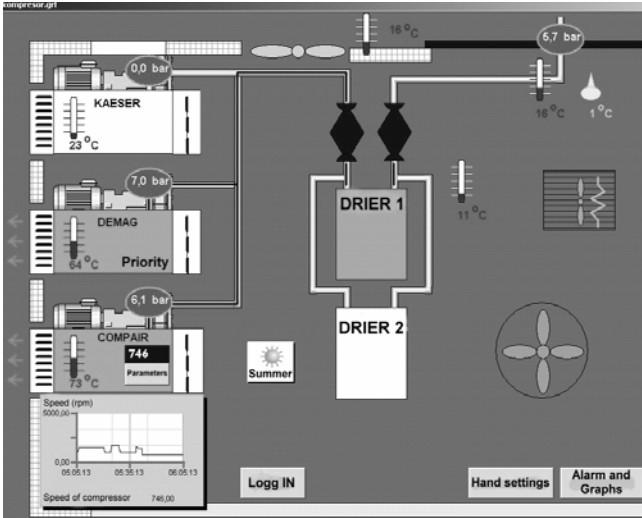 compresor.grf
16 °C
5,7 bar
0,0 bar
KAESER
23 °C
16 °C
1 °C
7,0 bar
DEMAG
64 °C
Priority
DRIER 1
11 °C
6,1 bar
COMPAIR
746
Parameters
73 °C
DRIER 2
Summer
Speed (rpm)
5000,00
0,00
05:05:13 05:35:13 06:05:13
Speed of compressor 746,00
Logg IN
Hand settings
Alarm and
Graphs